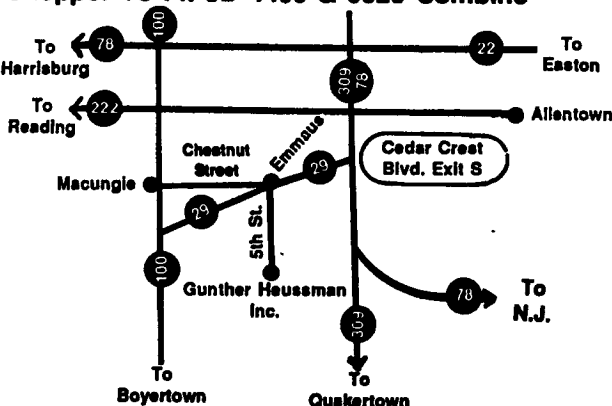 100
To
Harrisburg
78
22
To
Easton
309
78
To
Reading
222
Allentown
Chestnut
Street
Emmaus
29
Cedar Crest
Blvd. Exit S
Macungie
29
5th St.
100
Gunther Heussman
Inc.
78
To
N.J.
309
To
Boyertown
To
Quakertown